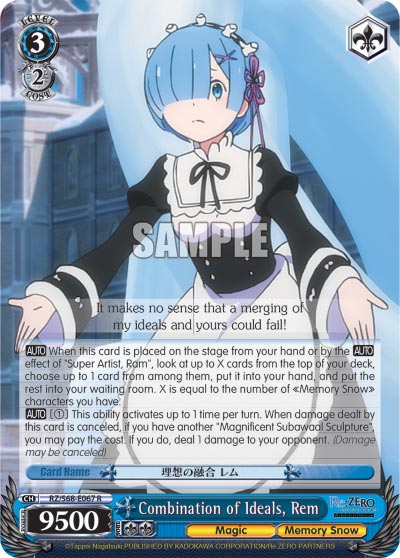 LEVEL
3
2
COST
SAMPLE
It makes no sense that a merging of
my ideals and yours could fail!
AUTO When this card is placed on the stage from your hand or by the AUTO
effect of "Super Artist, Ram", look at up to X cards from the top of your deck,
choose up to 1 card from among them, put it into your hand, and put the
rest into your waiting room. X is equal to the number of «Memory Snow»
characters you have.
AUTO [①] This ability activates up to 1 time per turn. When damage dealt by
this card is canceled, if you have another "Magnificent Subawaal Sculpture",
you may pay the cost. If you do, deal 1 damage to your opponent. (Damage
may be canceled)
Card Name 理想の融合 レム
CH RZ/S68-E067 R
POWER 9500 Combination of Ideals, Rem Re:ZERO
Magic Memory Snow
©Tappei Nagatsuki,PUBLISHED BY KADOKAWA CORPORATION/Re:ZERO PARTNERS